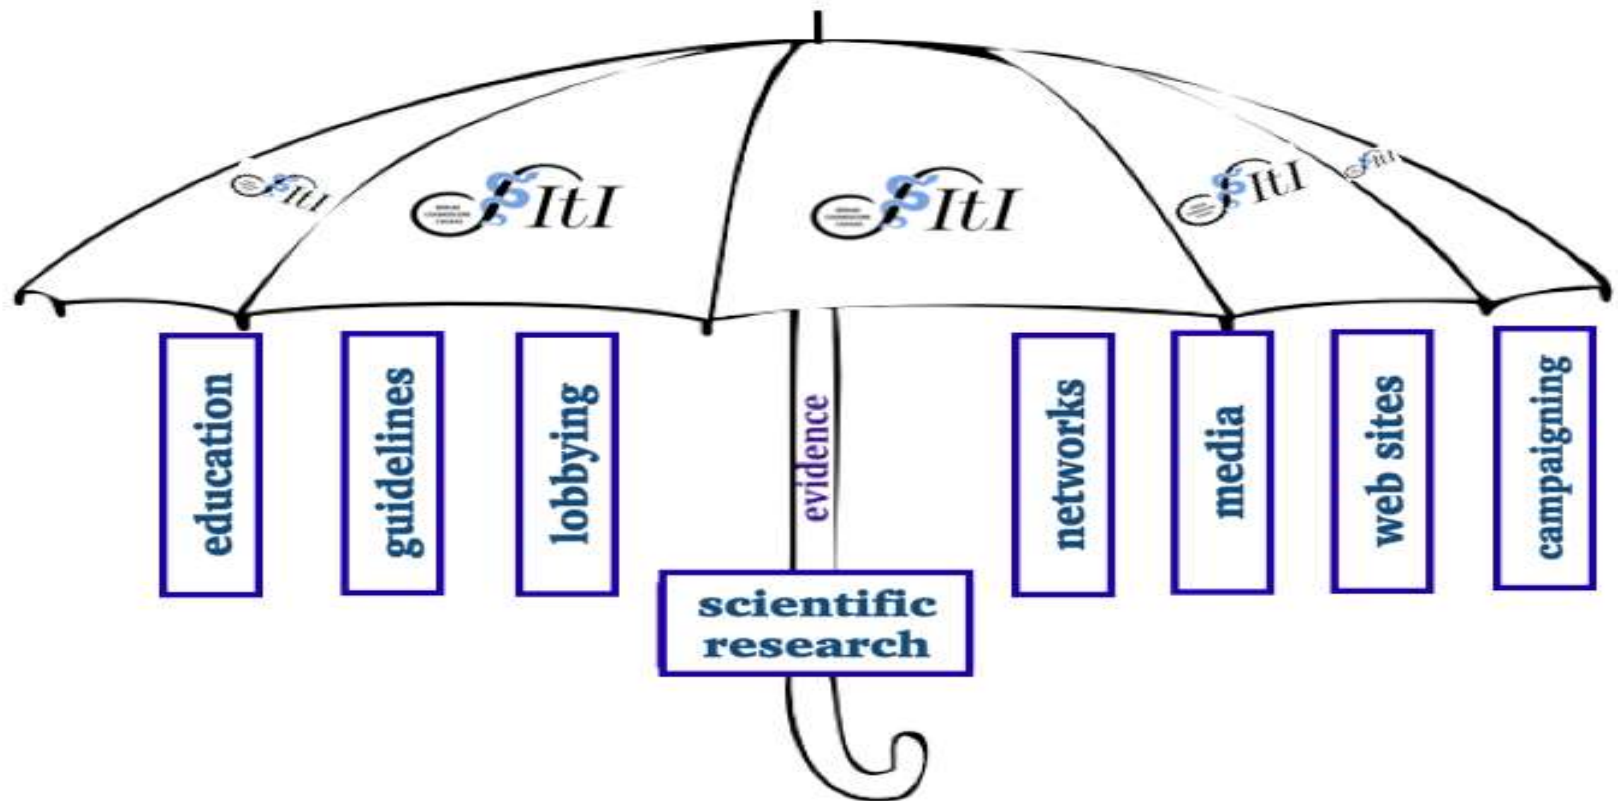 ItI
ItI
ItI
ItI
ItI
education
guidelines
lobbying
evidence
networks
media
web sites
campaigning
scientific
research